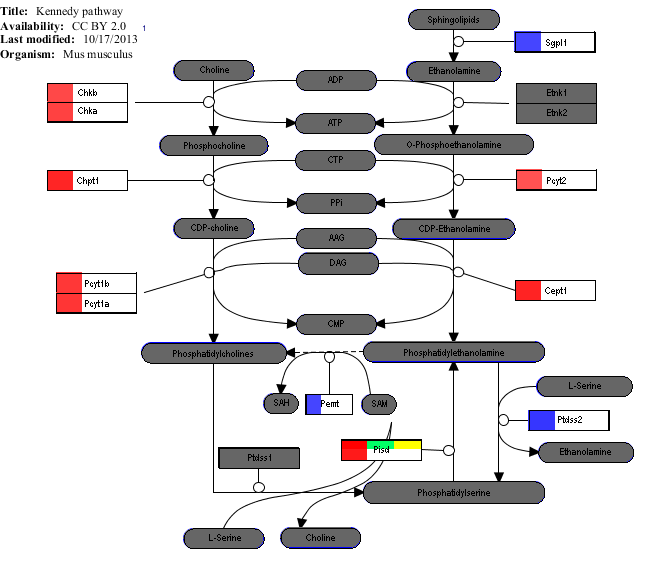 Title: Kennedy pathway
Availability: CC BY 2.0 1
Last modified: 10/17/2013
Organism: Mus musculus
Sphingolipids
Sgpl1
Choline
ADP
Ethanolamine
Chkb
Chka
Etnk1
Etnk2
ATP
Phosphocholine
O-Phosphoethanolamine
CTP
Chpt1
Pcyt2
PPi
CDP-choline
CDP-Ethanolamine
AAG
DAG
Pcyt1b
Pcyt1a
Cept1
CMP
Phosphatidylcholines
Phosphatidylethanolamine
L-Serine
SAH
Pemt
SAM
Ptdss2
Pisd
Ethanolamine
Ptdss1
Phosphatidylserine
L-Serine
Choline